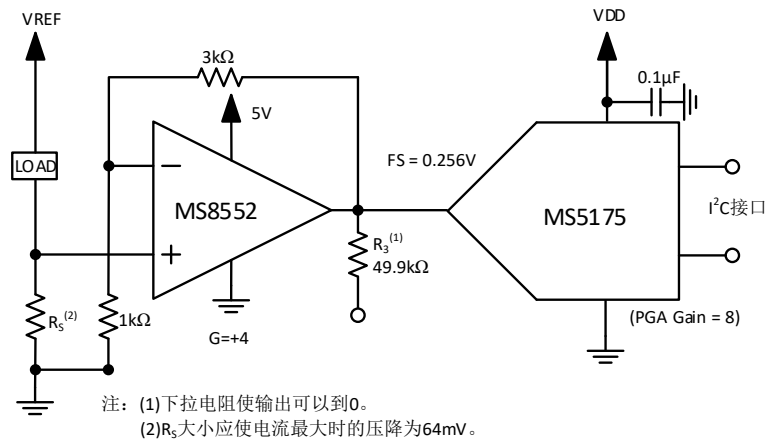 VREF
VDD
3kΩ
0.1µF
5V
LOAD
FS = 0.256V
MS8552
MS5175
I²C接口
R₃⁽¹⁾
49.9kΩ
Rₛ⁽²⁾
1kΩ
G=+4
(PGA Gain = 8)
注：(1)下拉电阻使输出可以到0。
(2)Rₛ大小应使电流最大时的压降为64mV。